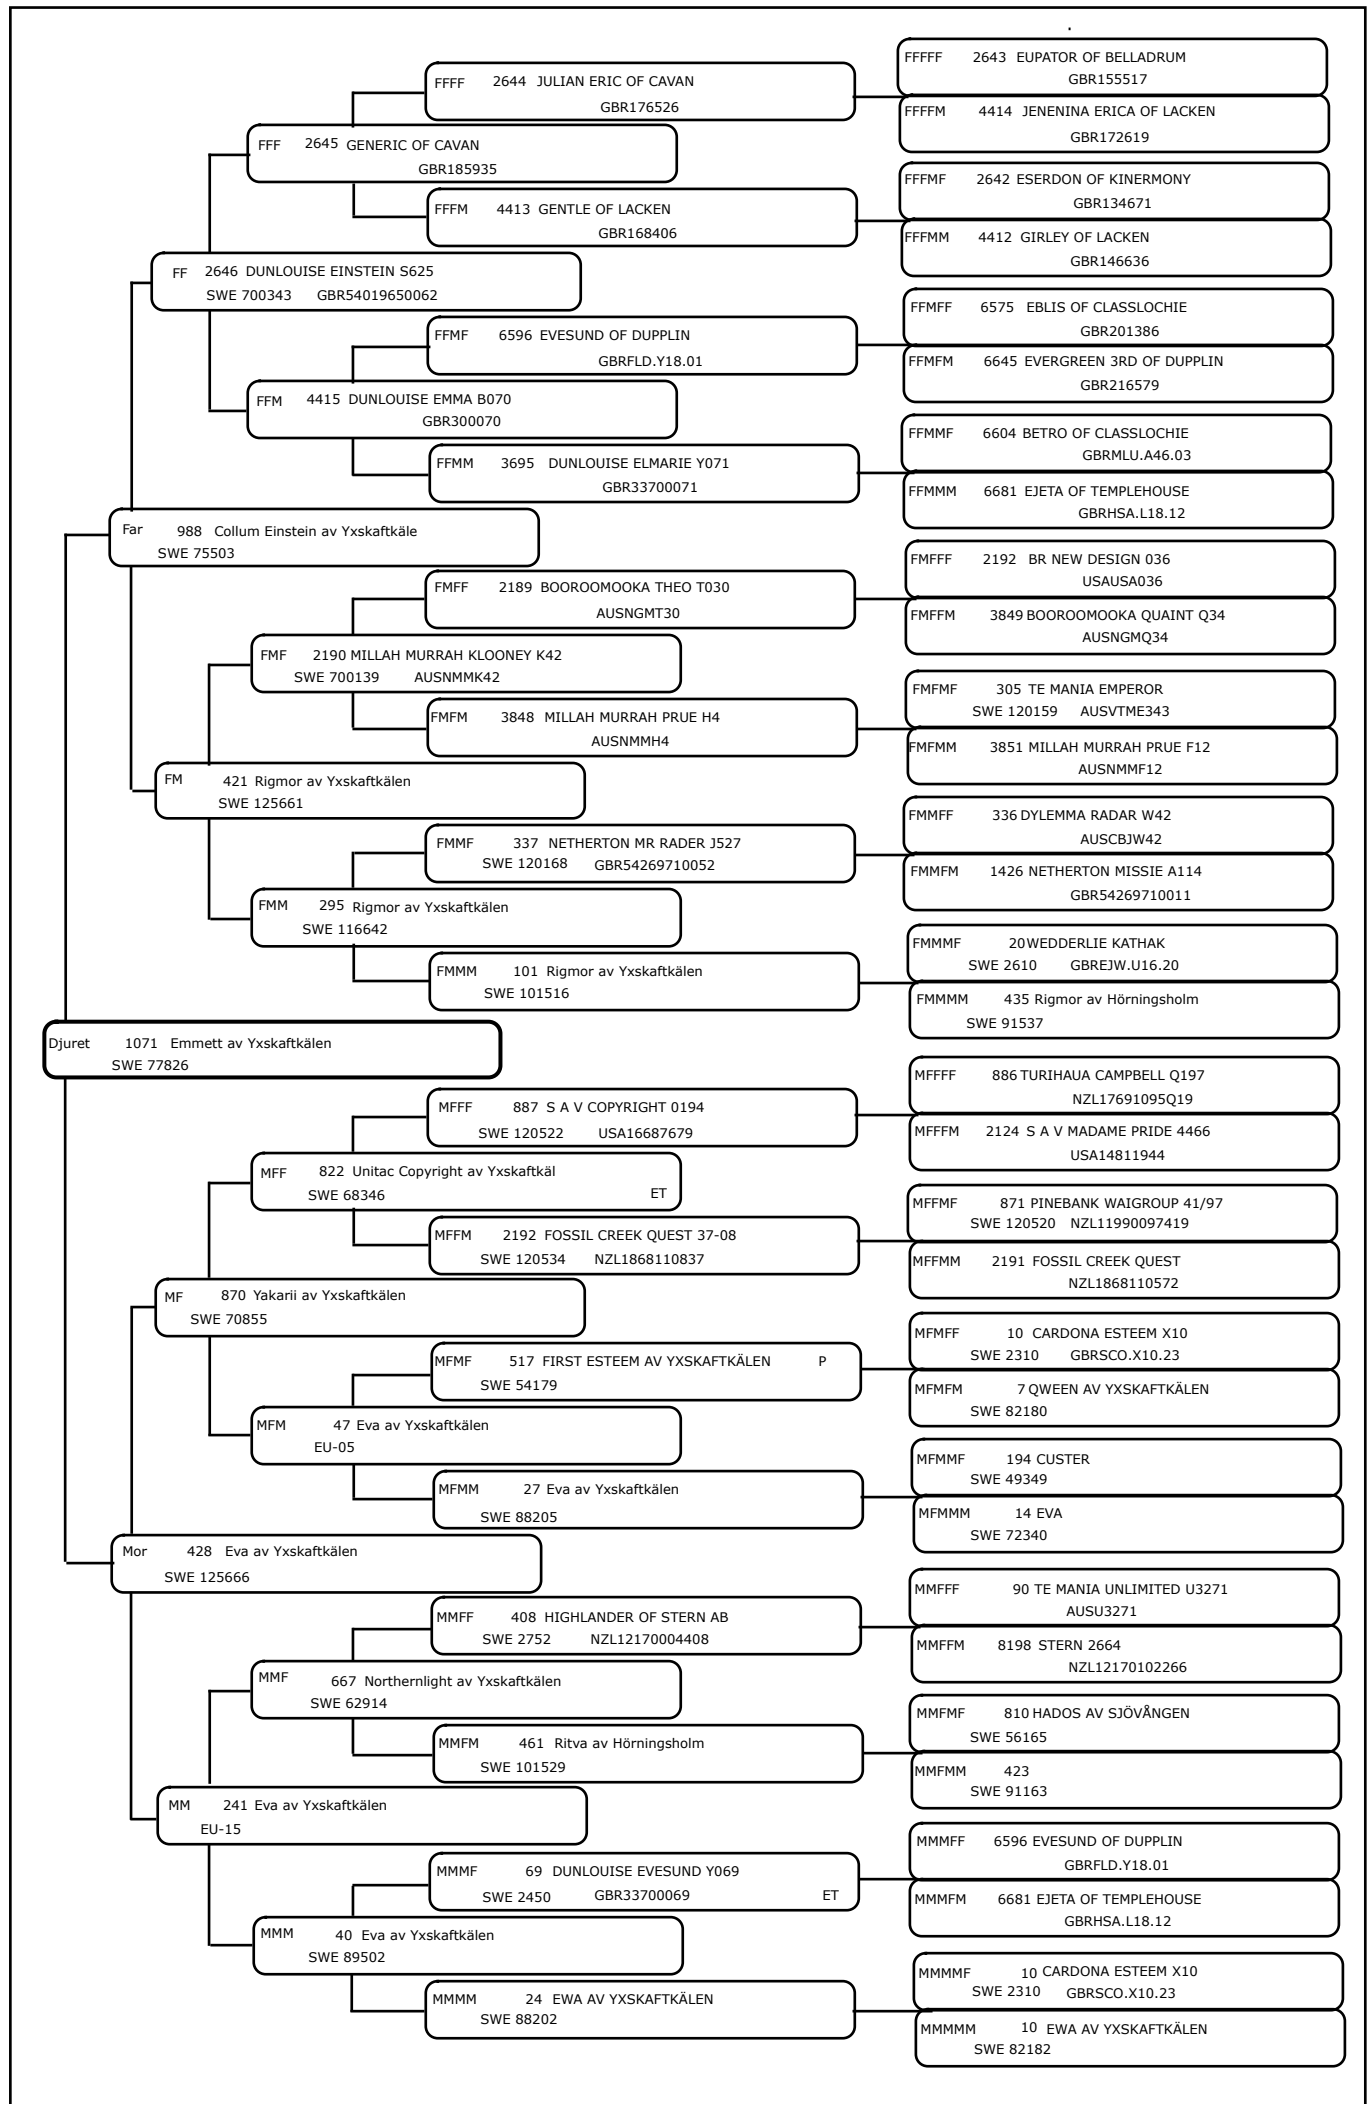 FFFFF 2643 EUPATOR OF BELLADRUM
GBR155517
FFFF 2644 JULIAN ERIC OF CAVAN
GBR176526
FFFFM 4414 JENENINA ERICA OF LACKEN
GBR172619
FFF 2645 GENERIC OF CAVAN
GBR185935
FFFMF 2642 ESERDON OF KINERMONY
GBR134671
FFFM 4413 GENTLE OF LACKEN
GBR168406
FFFMM 4412 GIRLEY OF LACKEN
GBR146636
FF 2646 DUNLOUISE EINSTEIN S625
SWE 700343 GBR54019650062
FFMFF 6575 EBLIS OF CLASSLOCHIE
GBR201386
FFMF 6596 EVESUND OF DUPPLIN
GBRFLD.Y18.01
FFMFM 6645 EVERGREEN 3RD OF DUPPLIN
GBR216579
FFM 4415 DUNLOUISE EMMA B070
GBR300070
FFMMF 6604 BETRO OF CLASSLOCHIE
GBRMLU.A46.03
FFMM 3695 DUNLOUISE ELMARIE Y071
GBR33700071
FFMMM 6681 EJETA OF TEMPLEHOUSE
GBRHSA.L18.12
Far 988 Collum Einstein av Yxskaftkäle
SWE 75503
FMFFF 2192 BR NEW DESIGN 036
USAUSA036
FMFF 2189 BOOROOMOOKA THEO T030
AUSNGMT30
FMFFM 3849 BOOROOMOOKA QUAINT Q34
AUSNGMQ34
FMF 2190 MILLAH MURRAH KLOONEY K42
SWE 700139 AUSNMMK42
FMFMF 305 TE MANIA EMPEROR
SWE 120159 AUSVTME343
FMFM 3848 MILLAH MURRAH PRUE H4
AUSNMMH4
FMFMM 3851 MILLAH MURRAH PRUE F12
AUSNMMF12
FM 421 Rigmor av Yxskaftkälen
SWE 125661
FMMFF 336 DYLEMMA RADAR W42
AUSCBJW42
FMMF 337 NETHERTON MR RADER J527
SWE 120168 GBR54269710052
FMMFM 1426 NETHERTON MISSIE A114
GBR54269710011
FMM 295 Rigmor av Yxskaftkälen
SWE 116642
FMMMF 20 WEDDERLIE KATHAK
SWE 2610 GBREJW.U16.20
FMMM 101 Rigmor av Yxskaftkälen
SWE 101516
FMMMM 435 Rigmor av Hörningsholm
SWE 91537
Djuret 1071 Emmett av Yxskaftkälen
SWE 77826
MFFFF 886 TURIHAUA CAMPBELL Q197
NZL17691095Q19
MFFF 887 S A V COPYRIGHT 0194
SWE 120522 USA16687679
MFFFM 2124 S A V MADAME PRIDE 4466
USA14811944
MFF 822 Unitac Copyright av Yxskaftkäl
SWE 68346 ET
MFFMF 871 PINEBANK WAIGROUP 41/97
SWE 120520 NZL11990097419
MFFM 2192 FOSSIL CREEK QUEST 37-08
SWE 120534 NZL1868110837
MFFMM 2191 FOSSIL CREEK QUEST
NZL1868110572
MF 870 Yakarii av Yxskaftkälen
SWE 70855
MFMFF 10 CARDONA ESTEEM X10
SWE 2310 GBRSCO.X10.23
MFMF 517 FIRST ESTEEM AV YXSKAFTKÄLEN P
SWE 54179
MFMFM 7 QWEEN AV YXSKAFTKÄLEN
SWE 82180
MFM 47 Eva av Yxskaftkälen
EU-05
MFMMF 194 CUSTER
SWE 49349
MFMM 27 Eva av Yxskaftkälen
SWE 88205
MFMMM 14 EVA
SWE 72340
Mor 428 Eva av Yxskaftkälen
SWE 125666
MMFFF 90 TE MANIA UNLIMITED U3271
AUSU3271
MMFF 408 HIGHLANDER OF STERN AB
SWE 2752 NZL12170004408
MMFFM 8198 STERN 2664
NZL12170102266
MMF 667 Northernlight av Yxskaftkälen
SWE 62914
MMFMF 810 HADOS AV SJÖVÅNGEN
SWE 56165
MMFM 461 Ritva av Hörningsholm
SWE 101529
MMFMM 423
SWE 91163
MM 241 Eva av Yxskaftkälen
EU-15
MMMFF 6596 EVESUND OF DUPPLIN
GBRFLD.Y18.01
MMMF 69 DUNLOUISE EVESUND Y069
SWE 2450 GBR33700069 ET
MMMFM 6681 EJETA OF TEMPLEHOUSE
GBRHSA.L18.12
MMM 40 Eva av Yxskaftkälen
SWE 89502
MMMMF 10 CARDONA ESTEEM X10
SWE 2310 GBRSCO.X10.23
MMMM 24 EWA AV YXSKAFTKÄLEN
SWE 88202
MMMMM 10 EWA AV YXSKAFTKÄLEN
SWE 82182